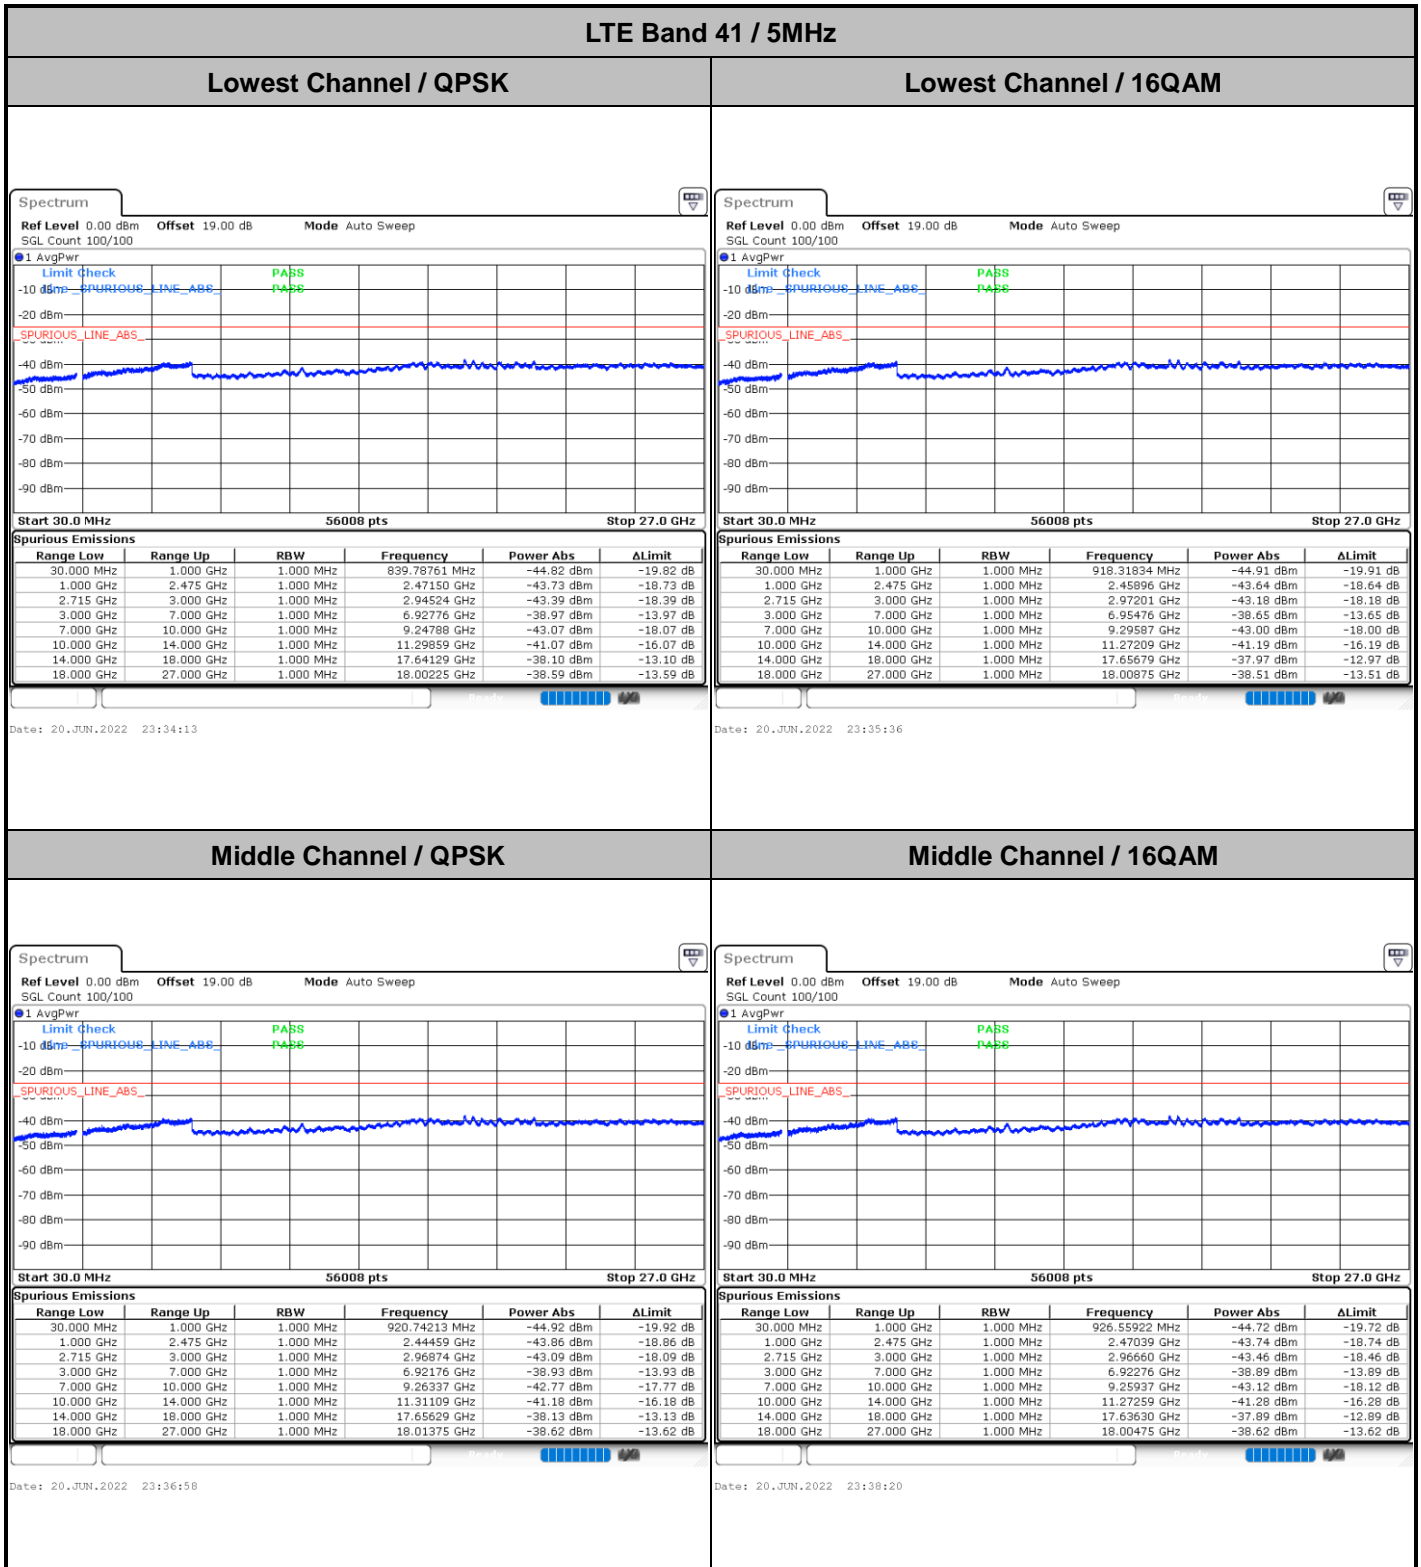 LTE Band 41 / 5MHz
Lowest Channel / QPSK
Lowest Channel / 16QAM
Spectrum
Ref Level 0.00 dBm Offset 19.00 dB Mode Auto Sweep
SGL Count 100/100
1 AvgPwr
Limit Check PASS
-10 dBm Line _SPURIOUS_LINE_ABS_ PASS
-20 dBm
_SPURIOUS_LINE_ABS_
-40 dBm
-50 dBm
-60 dBm
-70 dBm
-80 dBm
-90 dBm
Start 30.0 MHz 56008 pts Stop 27.0 GHz
Spurious Emissions
Range Low Range Up RBW Frequency Power Abs ΔLimit
30.000 MHz 1.000 GHz 1.000 MHz 839.78761 MHz -44.82 dBm -19.82 dB
1.000 GHz 2.475 GHz 1.000 MHz 2.47150 GHz -43.73 dBm -18.73 dB
2.715 GHz 3.000 GHz 1.000 MHz 2.94524 GHz -43.39 dBm -18.39 dB
3.000 GHz 7.000 GHz 1.000 MHz 6.92776 GHz -38.97 dBm -13.97 dB
7.000 GHz 10.000 GHz 1.000 MHz 9.24788 GHz -43.07 dBm -18.07 dB
10.000 GHz 14.000 GHz 1.000 MHz 11.29859 GHz -41.07 dBm -16.07 dB
14.000 GHz 18.000 GHz 1.000 MHz 17.64129 GHz -38.10 dBm -13.10 dB
18.000 GHz 27.000 GHz 1.000 MHz 18.00225 GHz -38.59 dBm -13.59 dB
Date: 20.JUN.2022 23:34:13
Spectrum
Ref Level 0.00 dBm Offset 19.00 dB Mode Auto Sweep
SGL Count 100/100
1 AvgPwr
Limit Check PASS
-10 dBm Line _SPURIOUS_LINE_ABS_ PASS
-20 dBm
_SPURIOUS_LINE_ABS_
-40 dBm
-50 dBm
-60 dBm
-70 dBm
-80 dBm
-90 dBm
Start 30.0 MHz 56008 pts Stop 27.0 GHz
Spurious Emissions
Range Low Range Up RBW Frequency Power Abs ΔLimit
30.000 MHz 1.000 GHz 1.000 MHz 918.31834 MHz -44.91 dBm -19.91 dB
1.000 GHz 2.475 GHz 1.000 MHz 2.45896 GHz -43.64 dBm -18.64 dB
2.715 GHz 3.000 GHz 1.000 MHz 2.97201 GHz -43.18 dBm -18.18 dB
3.000 GHz 7.000 GHz 1.000 MHz 6.95476 GHz -38.65 dBm -13.65 dB
7.000 GHz 10.000 GHz 1.000 MHz 9.29587 GHz -43.00 dBm -18.00 dB
10.000 GHz 14.000 GHz 1.000 MHz 11.27209 GHz -41.19 dBm -16.19 dB
14.000 GHz 18.000 GHz 1.000 MHz 17.65679 GHz -37.97 dBm -12.97 dB
18.000 GHz 27.000 GHz 1.000 MHz 18.00875 GHz -38.51 dBm -13.51 dB
Date: 20.JUN.2022 23:35:36
Middle Channel / QPSK
Middle Channel / 16QAM
Spectrum
Ref Level 0.00 dBm Offset 19.00 dB Mode Auto Sweep
SGL Count 100/100
1 AvgPwr
Limit Check PASS
-10 dBm Line _SPURIOUS_LINE_ABS_ PASS
-20 dBm
_SPURIOUS_LINE_ABS_
-40 dBm
-50 dBm
-60 dBm
-70 dBm
-80 dBm
-90 dBm
Start 30.0 MHz 56008 pts Stop 27.0 GHz
Spurious Emissions
Range Low Range Up RBW Frequency Power Abs ΔLimit
30.000 MHz 1.000 GHz 1.000 MHz 920.74213 MHz -44.92 dBm -19.92 dB
1.000 GHz 2.475 GHz 1.000 MHz 2.44459 GHz -43.86 dBm -18.86 dB
2.715 GHz 3.000 GHz 1.000 MHz 2.96874 GHz -43.09 dBm -18.09 dB
3.000 GHz 7.000 GHz 1.000 MHz 6.92176 GHz -38.93 dBm -13.93 dB
7.000 GHz 10.000 GHz 1.000 MHz 9.26337 GHz -42.77 dBm -17.77 dB
10.000 GHz 14.000 GHz 1.000 MHz 11.31109 GHz -41.18 dBm -16.18 dB
14.000 GHz 18.000 GHz 1.000 MHz 17.65629 GHz -38.13 dBm -13.13 dB
18.000 GHz 27.000 GHz 1.000 MHz 18.01375 GHz -38.62 dBm -13.62 dB
Date: 20.JUN.2022 23:36:58
Spectrum
Ref Level 0.00 dBm Offset 19.00 dB Mode Auto Sweep
SGL Count 100/100
1 AvgPwr
Limit Check PASS
-10 dBm Line _SPURIOUS_LINE_ABS_ PASS
-20 dBm
_SPURIOUS_LINE_ABS_
-40 dBm
-50 dBm
-60 dBm
-70 dBm
-80 dBm
-90 dBm
Start 30.0 MHz 56008 pts Stop 27.0 GHz
Spurious Emissions
Range Low Range Up RBW Frequency Power Abs ΔLimit
30.000 MHz 1.000 GHz 1.000 MHz 926.55922 MHz -44.72 dBm -19.72 dB
1.000 GHz 2.475 GHz 1.000 MHz 2.47039 GHz -43.74 dBm -18.74 dB
2.715 GHz 3.000 GHz 1.000 MHz 2.96660 GHz -43.46 dBm -18.46 dB
3.000 GHz 7.000 GHz 1.000 MHz 6.92276 GHz -38.89 dBm -13.89 dB
7.000 GHz 10.000 GHz 1.000 MHz 9.25937 GHz -43.12 dBm -18.12 dB
10.000 GHz 14.000 GHz 1.000 MHz 11.27259 GHz -41.28 dBm -16.28 dB
14.000 GHz 18.000 GHz 1.000 MHz 17.63630 GHz -37.89 dBm -12.89 dB
18.000 GHz 27.000 GHz 1.000 MHz 18.00475 GHz -38.62 dBm -13.62 dB
Date: 20.JUN.2022 23:38:20